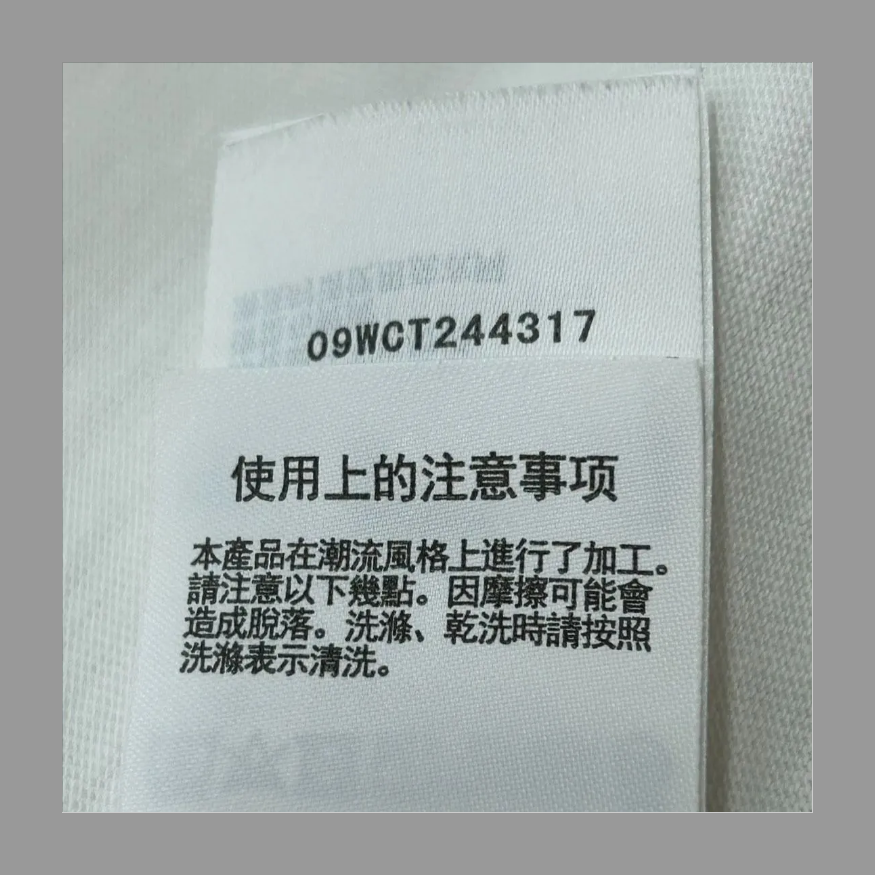 09WCT244317
使用上的注意事项
本產品在潮流風格上進行了加工。
請注意以下幾點。因摩擦可能會
造成脫落。洗滌、乾洗時請按照
洗滌表示清洗。